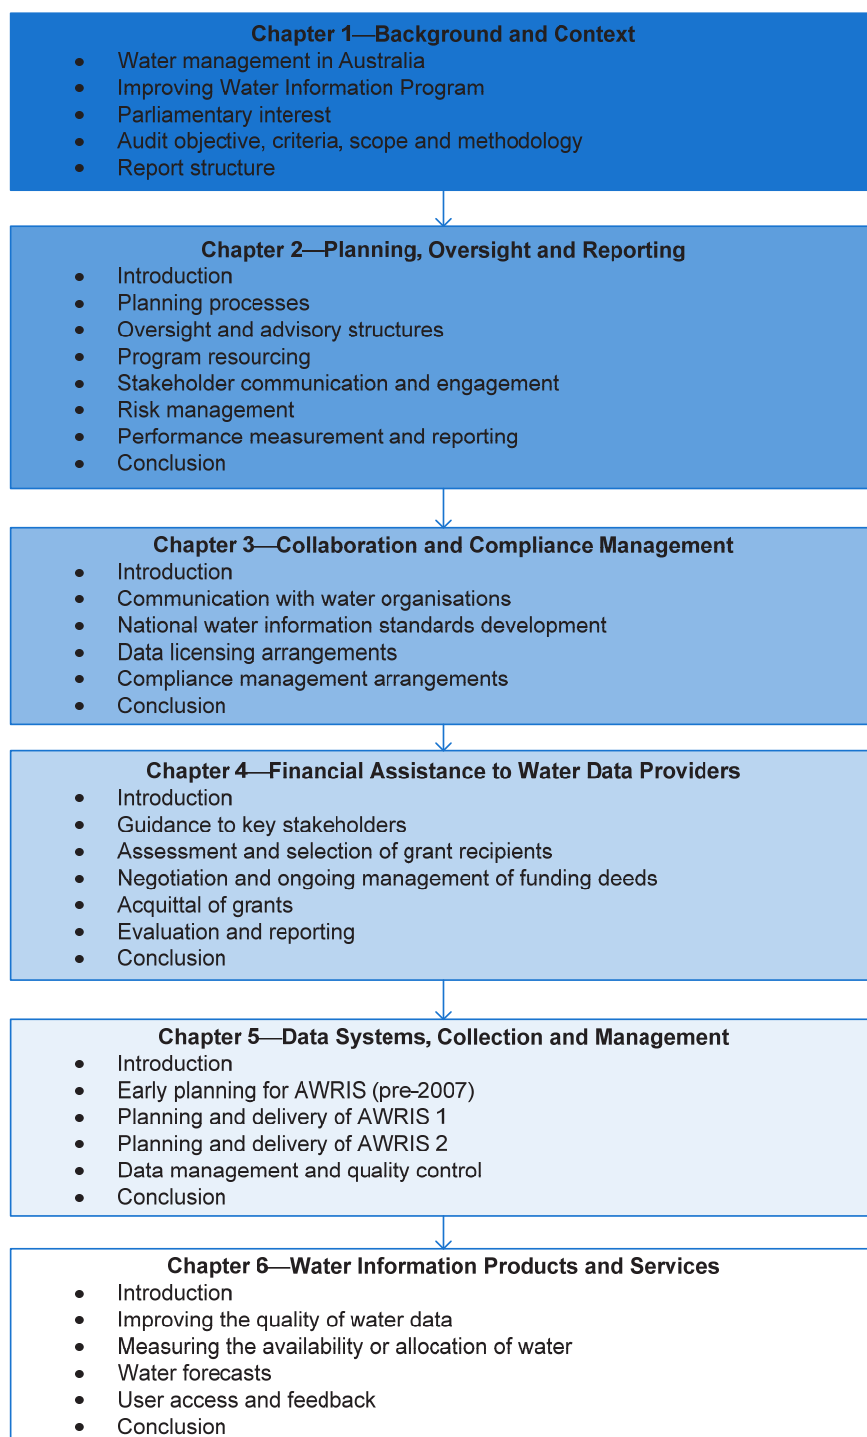 Chapter 1—Background and Context
• Water management in Australia
• Improving Water Information Program
• Parliamentary interest
• Audit objective, criteria, scope and methodology
• Report structure
Chapter 2—Planning, Oversight and Reporting
• Introduction
• Planning processes
• Oversight and advisory structures
• Program resourcing
• Stakeholder communication and engagement
• Risk management
• Performance measurement and reporting
• Conclusion
Chapter 3—Collaboration and Compliance Management
• Introduction
• Communication with water organisations
• National water information standards development
• Data licensing arrangements
• Compliance management arrangements
• Conclusion
Chapter 4—Financial Assistance to Water Data Providers
• Introduction
• Guidance to key stakeholders
• Assessment and selection of grant recipients
• Negotiation and ongoing management of funding deeds
• Acquittal of grants
• Evaluation and reporting
• Conclusion
Chapter 5—Data Systems, Collection and Management
• Introduction
• Early planning for AWRIS (pre-2007)
• Planning and delivery of AWRIS 1
• Planning and delivery of AWRIS 2
• Data management and quality control
• Conclusion
Chapter 6—Water Information Products and Services
• Introduction
• Improving the quality of water data
• Measuring the availability or allocation of water
• Water forecasts
• User access and feedback
• Conclusion